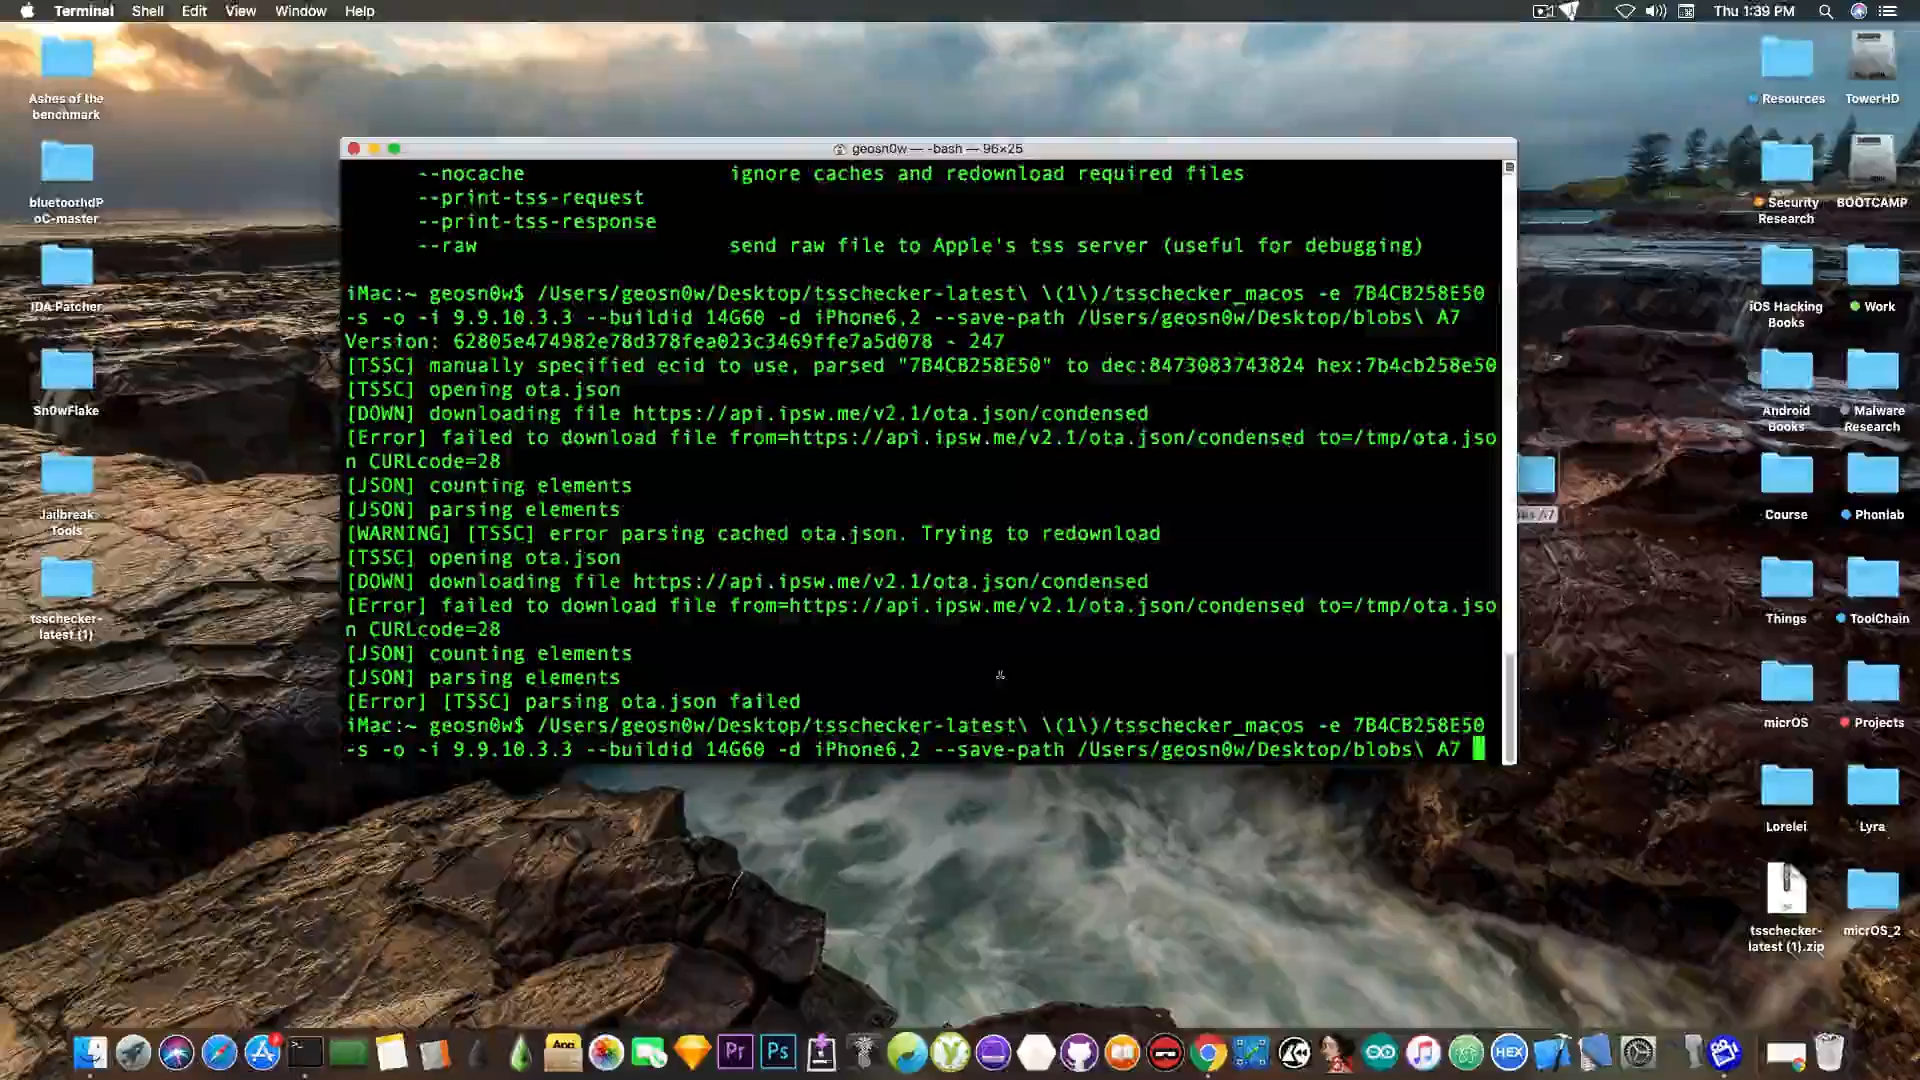 Terminal Shell Edit View Window Help
Thu 1:39 PM
Ashes of the
benchmark
bluetoothdP
oC-master
IDA Patcher
Sn0wFlake
Jailbreak
Tools
tsschecker-
latest (1)
geosn0w — -bash — 96×25
--nocache ignore caches and redownload required files
--print-tss-request
--print-tss-response
--raw send raw file to Apple's tss server (useful for debugging)
iMac:~ geosn0w$ /Users/geosn0w/Desktop/tsschecker-latest\ \(1\)/tsschecker_macos -e 7B4CB258E50
-s -o -i 9.9.10.3.3 --buildid 14G60 -d iPhone6,2 --save-path /Users/geosn0w/Desktop/blobs\ A7
Version: 62805e474982e78d378fea023c3469ffe7a5d078 - 247
[TSSC] manually specified ecid to use, parsed "7B4CB258E50" to dec:8473083743824 hex:7b4cb258e50
[TSSC] opening ota.json
[DOWN] downloading file https://api.ipsw.me/v2.1/ota.json/condensed
[Error] failed to download file from=https://api.ipsw.me/v2.1/ota.json/condensed to=/tmp/ota.jso
n CURLcode=28
[JSON] counting elements
[JSON] parsing elements
[WARNING] [TSSC] error parsing cached ota.json. Trying to redownload
[TSSC] opening ota.json
[DOWN] downloading file https://api.ipsw.me/v2.1/ota.json/condensed
[Error] failed to download file from=https://api.ipsw.me/v2.1/ota.json/condensed to=/tmp/ota.jso
n CURLcode=28
[JSON] counting elements
[JSON] parsing elements
[Error] [TSSC] parsing ota.json failed
iMac:~ geosn0w$ /Users/geosn0w/Desktop/tsschecker-latest\ \(1\)/tsschecker_macos -e 7B4CB258E50
-s -o -i 9.9.10.3.3 --buildid 14G60 -d iPhone6,2 --save-path /Users/geosn0w/Desktop/blobs\ A7
A7
Resources
TowerHD
Security
Research
BOOTCAMP
iOS Hacking
Books
Work
Android
Books
Malware
Research
Course
Phonlab
Things
ToolChain
micrOS
Projects
Lorelei
Lyra
tsschecker-
latest (1).zip
micrOS_2
App
Pr
Ps
HEX